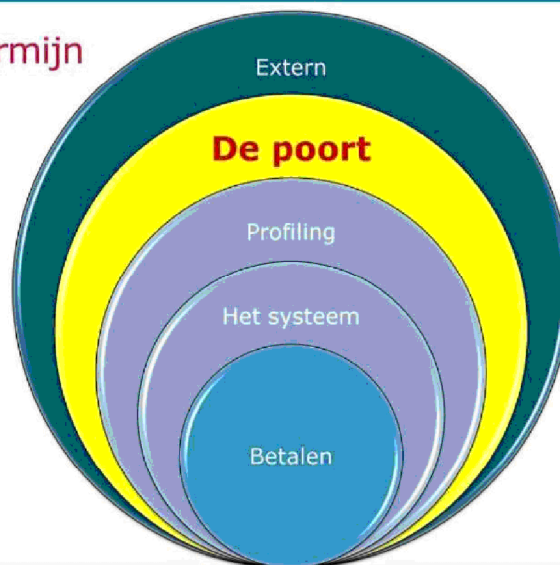 rmijn
Extern
De poort
Profiling
Het systeem
Betalen